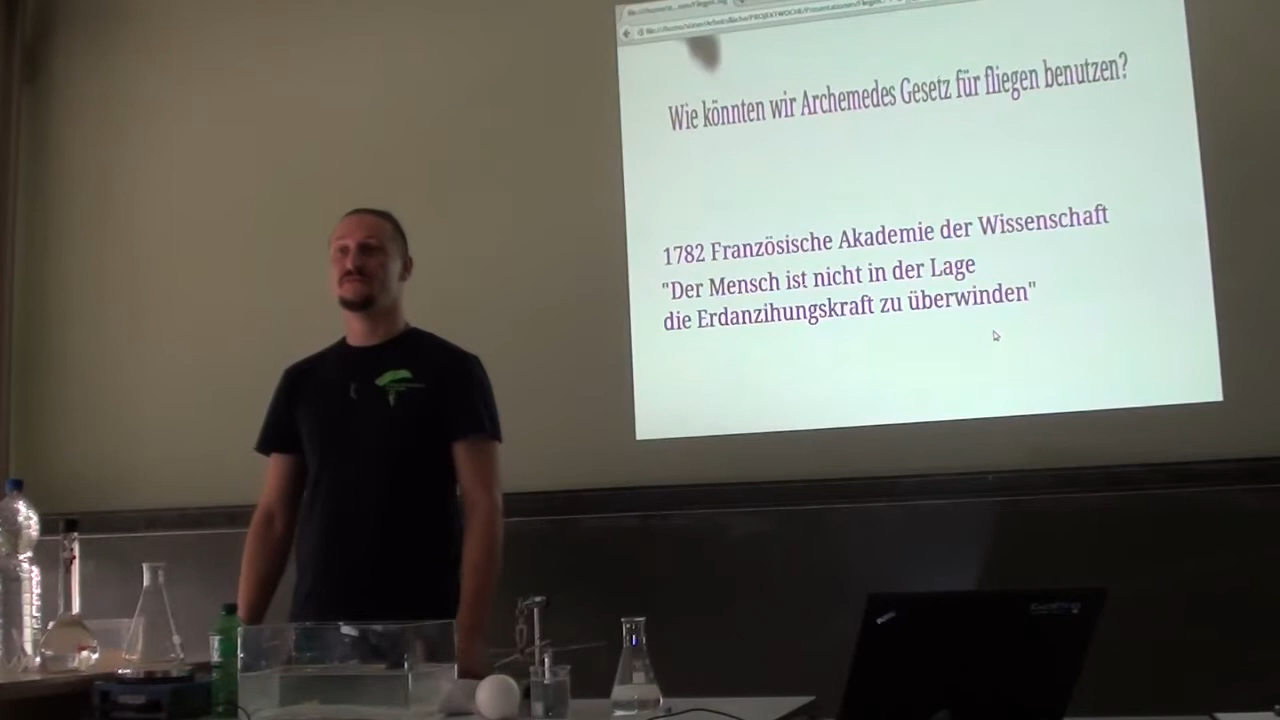 Wie könnten wir Archemedes Gesetz für fliegen benutzen?
1782 Französische Akademie der Wissenschaft
"Der Mensch ist nicht in der Lage
die Erdanzihungskraft zu überwinden"